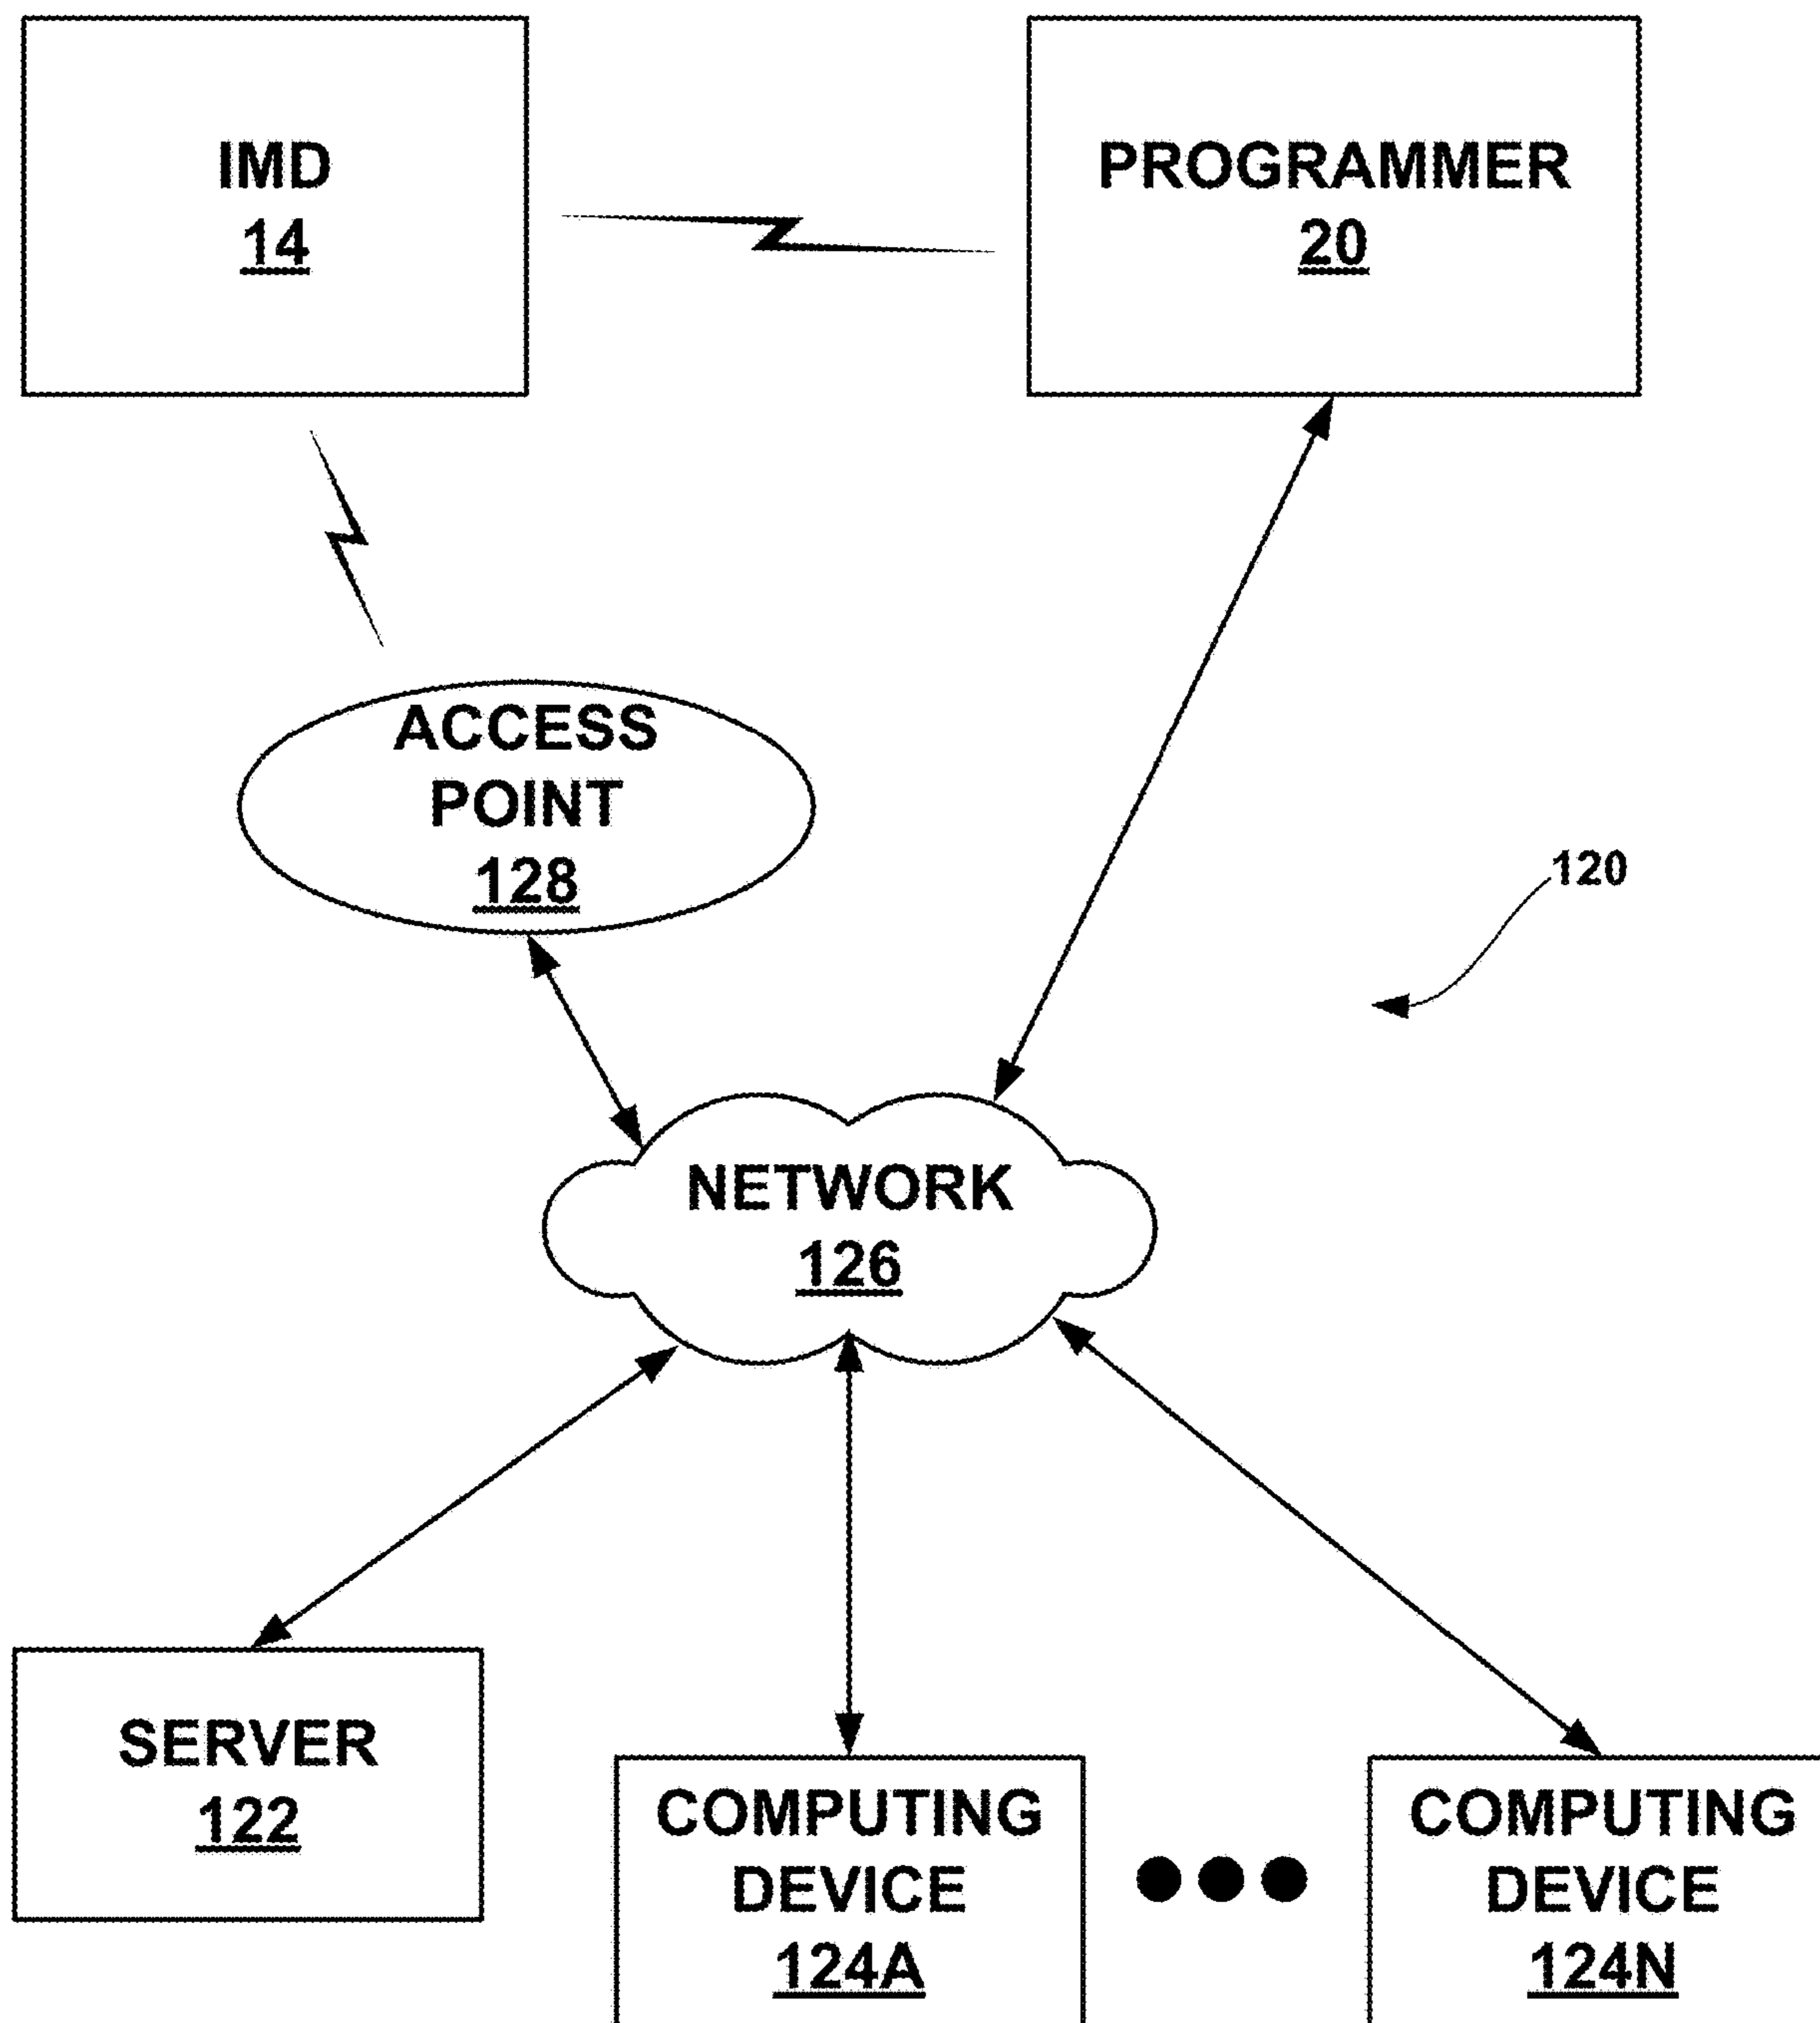 IMD
14
PROGRAMMER
20
ACCESS
POINT
128
120
NETWORK
126
SERVER
122
COMPUTING
DEVICE
124A
COMPUTING
DEVICE
124N